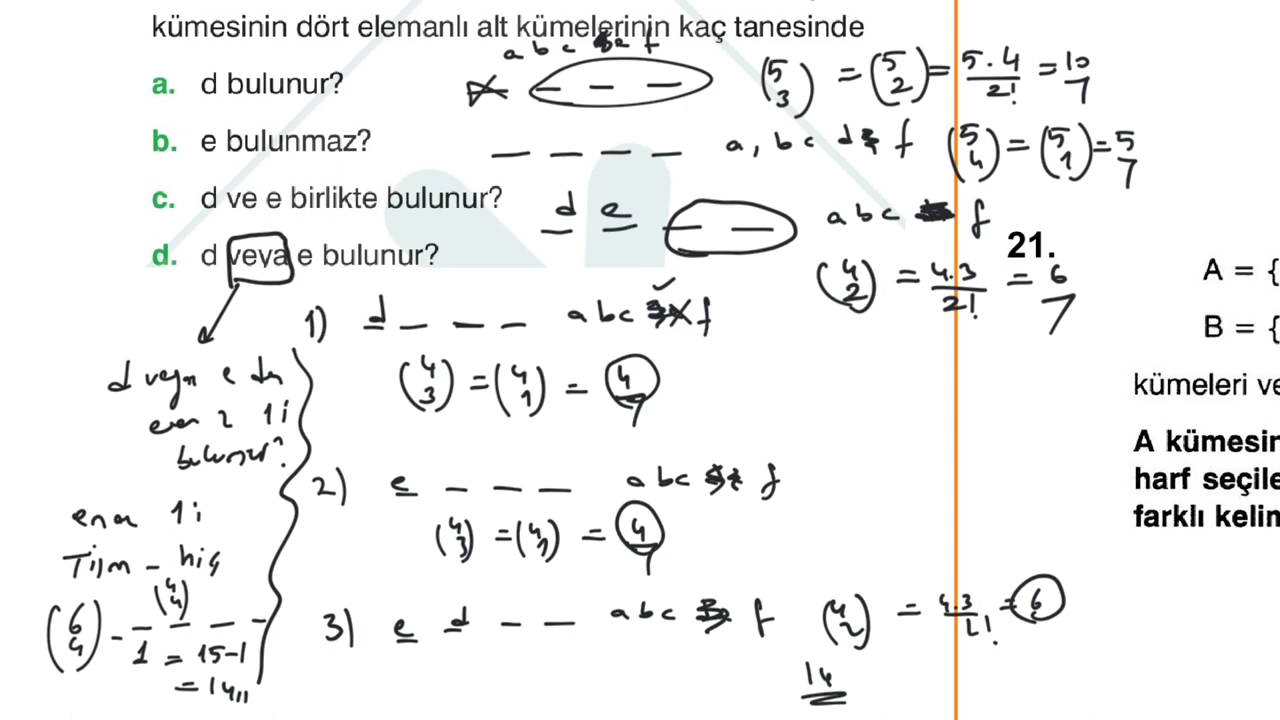 kümesinin dört elemanlı alt kümelerinin kaç tanesinde
a b c e f
a. d bulunur?
(5 3) = (5 2) = 5.4/2! = 10
b. e bulunmaz?
_ _ _ _ a, b c d f (5 4) = (5 1) = 5
c. d ve e birlikte bulunur?
d e _ _ a b c f
d. d veya e bulunur?
(4 2) = 4.3/2! = 6
21.
A = {
B = {
kümeleri ve
A kümesin
harf seçile
farklı kelim
1) d _ _ _ a b c f
(4 3) = (4 1) = 4
d veya e den
en az 1i
bulunur?
2) e _ _ _ a b c f
(4 3) = (4 1) = 4
en az 1i
Tüm - hiç
(4 4)
(6 4) - _ _ _ _
1 = 15-1
= 14
3) e d _ _ a b c f (4 2) = 4.3/2! = 6
14